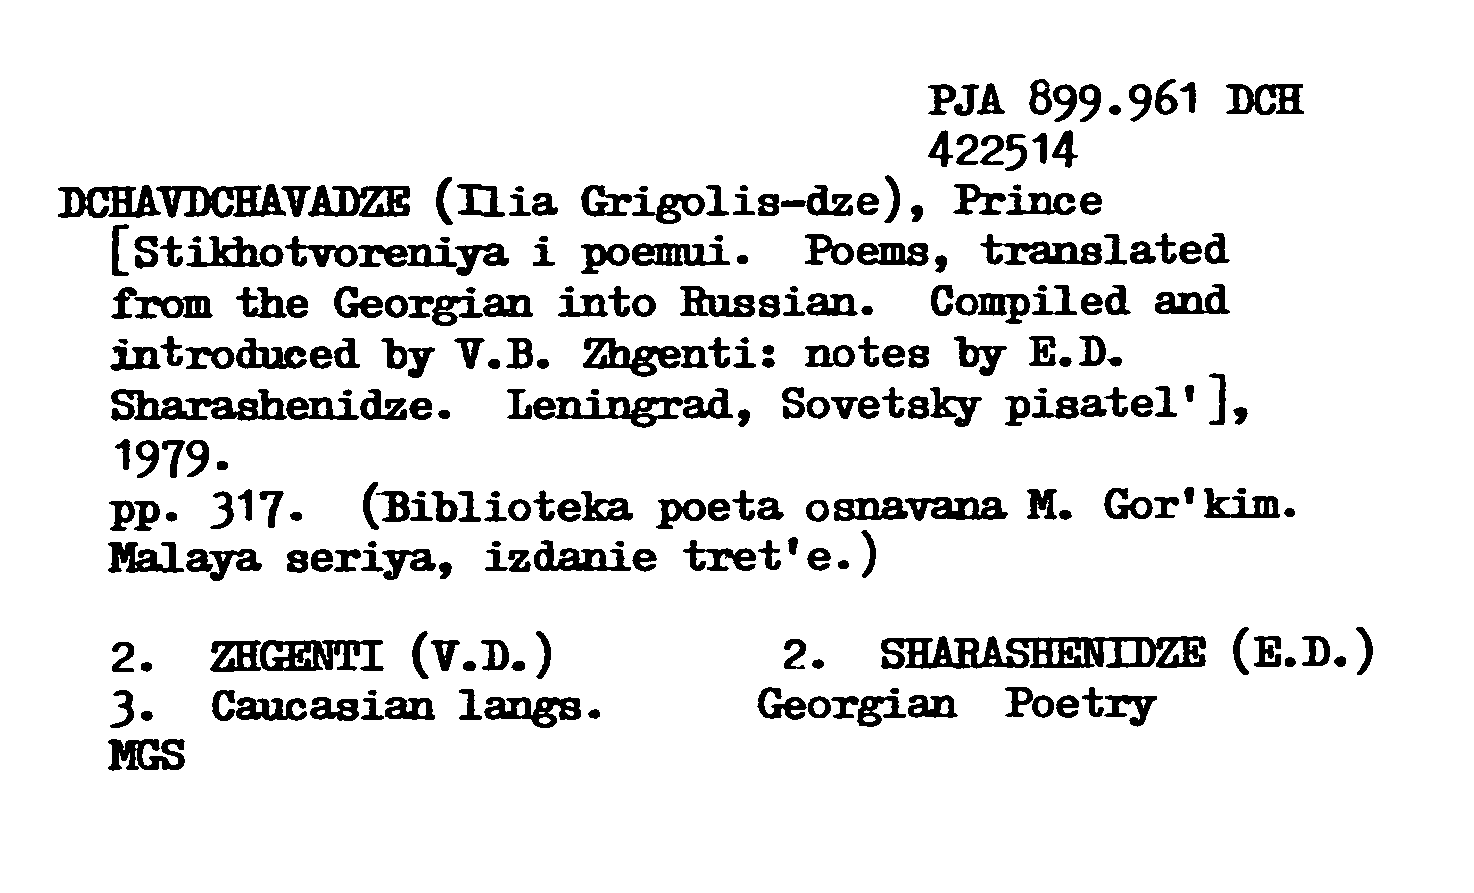 PJA 899.961 DCH
422514
DCHAVDCHAVADZE (Ilia Grigolis-dze), Prince
[Stikhotvoreniya i poemui. Poems, translated
from the Georgian into Russian. Compiled and
introduced by V.B. Zhgenti: notes by E.D.
Sharashenidze. Leningrad, Sovetsky pisatel'],
1979.
pp. 317. (Biblioteka poeta osnavana M. Gor'kim.
Malaya seriya, izdanie tret'e.)
2. ZHGENTI (V.D.) 2. SHARASHENIDZE (E.D.)
3. Caucasian langs. Georgian Poetry
MGS